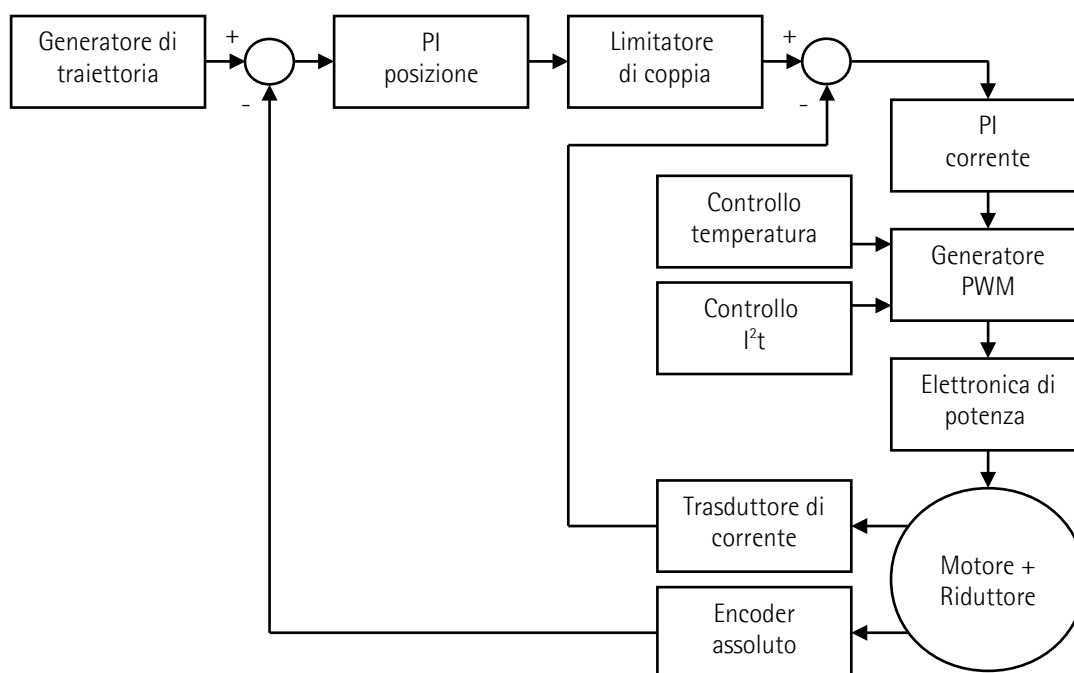 Generatore di
traiettoria
+
-
PI
posizione
Limitatore
di coppia
+
-
PI
corrente
Controllo
temperatura
Generatore
PWM
Controllo
I²t
Elettronica di
potenza
Trasduttore di
corrente
Motore +
Riduttore
Encoder
assoluto